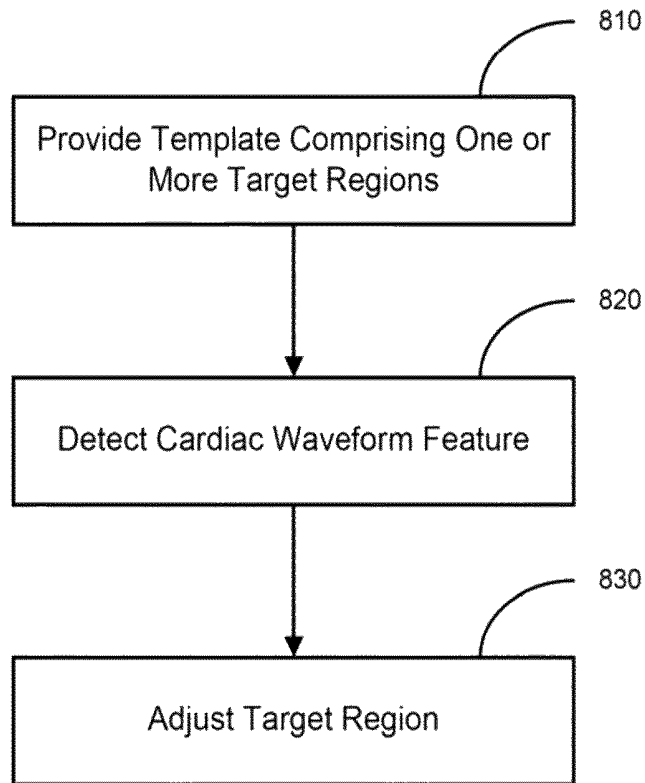 810
Provide Template Comprising One or
More Target Regions
820
Detect Cardiac Waveform Feature
830
Adjust Target Region